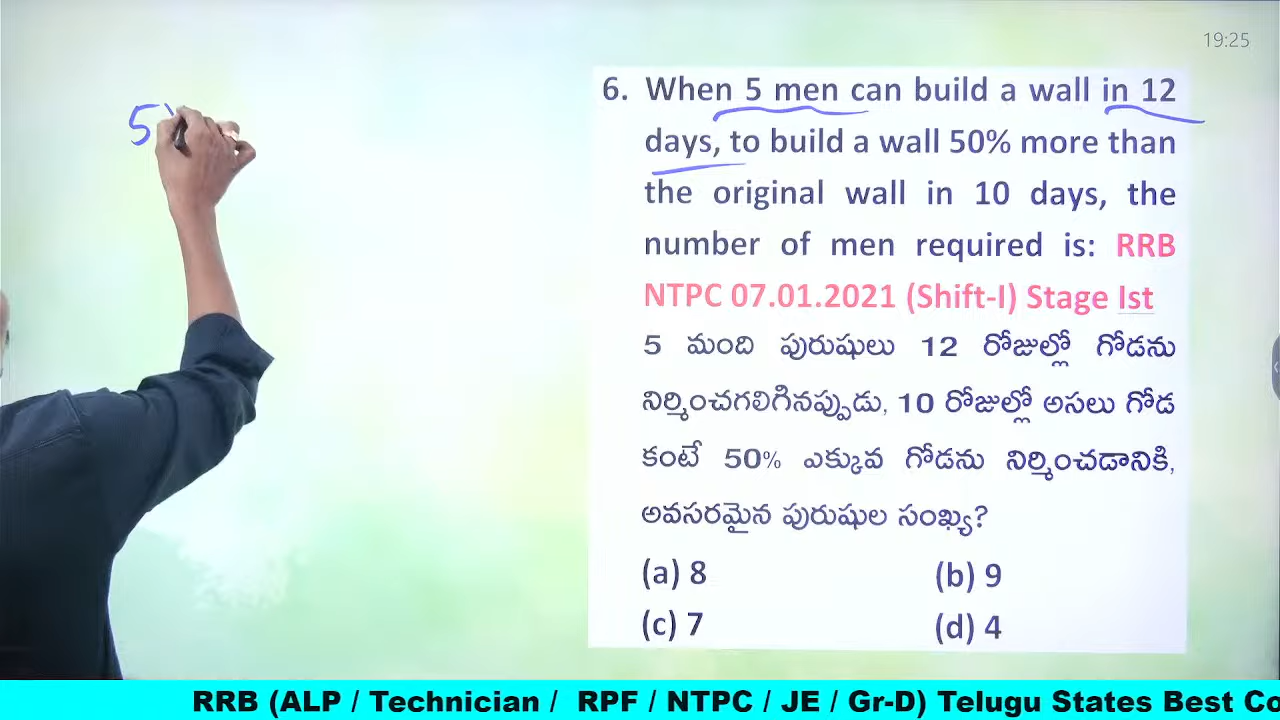 19:25
5
6. When 5 men can build a wall in 12
days, to build a wall 50% more than
the original wall in 10 days, the
number of men required is: RRB
NTPC 07.01.2021 (Shift-I) Stage Ist
5 మంది పురుషులు 12 రోజుల్లో గోడను
నిర్మించగలిగినప్పుడు, 10 రోజుల్లో అసలు గోడ
కంటే 50% ఎక్కువ గోడను నిర్మించడానికి,
అవసరమైన పురుషుల సంఖ్య?
(a) 8 (b) 9
(c) 7 (d) 4
RRB (ALP / Technician / RPF / NTPC / JE / Gr-D) Telugu States Best